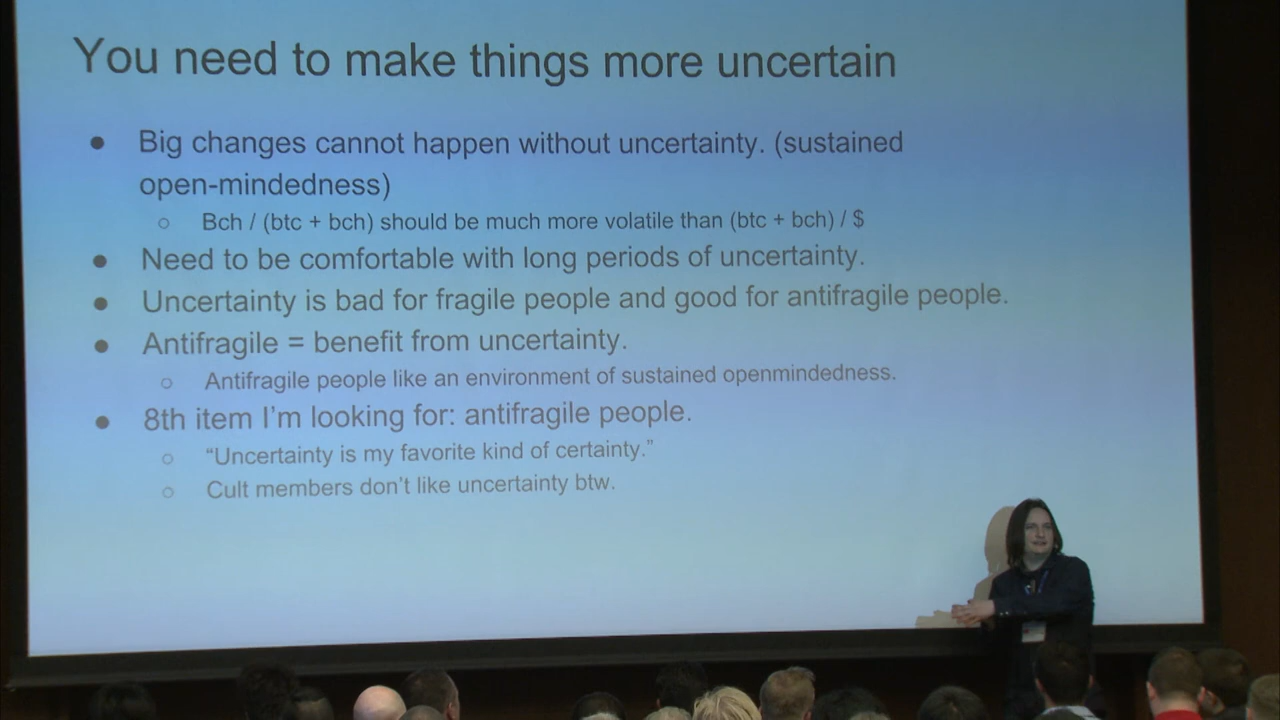 You need to make things more uncertain
● Big changes cannot happen without uncertainty. (sustained
open-mindedness)
○ Bch / (btc + bch) should be much more volatile than (btc + bch) / $
● Need to be comfortable with long periods of uncertainty.
● Uncertainty is bad for fragile people and good for antifragile people.
● Antifragile = benefit from uncertainty.
○ Antifragile people like an environment of sustained openmindedness.
● 8th item I’m looking for: antifragile people.
○ “Uncertainty is my favorite kind of certainty.”
○ Cult members don’t like uncertainty btw.